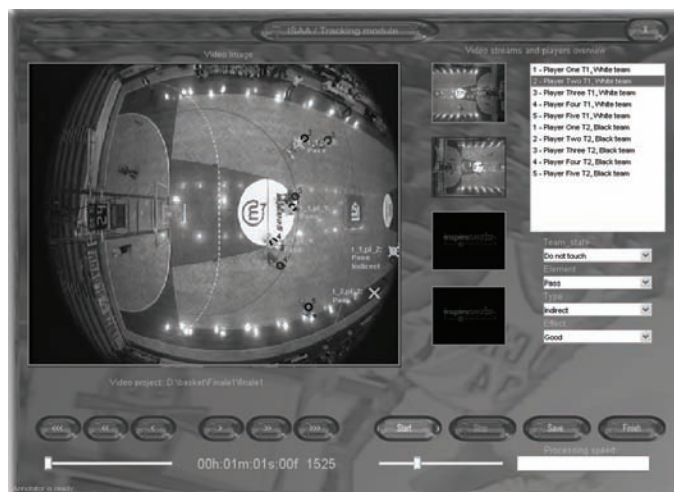 ISAA / Tracking module
X
Video image
Video streams and players overview
1 - Player One T1, White team
2 - Player Two T1, White team
3 - Player Three T1, White team
4 - Player Four T1, White team
5 - Player Five T1, White team
1 - Player One T2, Black team
2 - Player Two T2, Black team
3 - Player Three T2, Black team
4 - Player Four T2, Black team
5 - Player Five T2, Black team
Pass
t_1,pl_2:
Pass
Indirect
Pass
Team_state
Do not touch
Element
Pass
Type
Indirect
Effect
Good
Video project: D:\basket\Finale1\finale1
<<<
<<
<
>
>>
>>>
Start
Stop
Save
Finish
00h:01m:01s:00f 1525
Processing speed:
Annotator is ready